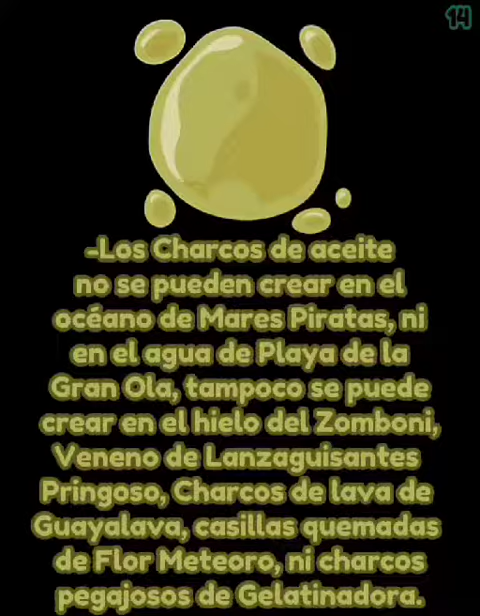 14
-Los Charcos de aceite
no se pueden crear en el
océano de Mares Piratas, ni
en el agua de Playa de la
Gran Ola, tampoco se puede
crear en el hielo del Zomboni,
Veneno de Lanzaguisantes
Pringoso, Charcos de lava de
Guayalava, casillas quemadas
de Flor Meteoro, ni charcos
pegajosos de Gelatinadora.